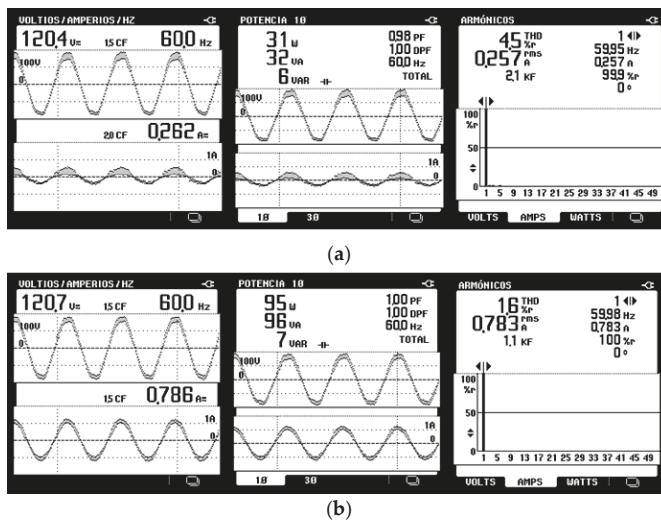 VOLTIOS/AMPERIOS/HZ
120,4 V≂ 1,5 CF 60,0 Hz
100V
0
2,0 CF 0,262 A≂
1A
0
POTENCIA 1Ø
31 W 0,98 PF
32 VA 1,00 DPF
6 VAR 60,0 Hz
TOTAL
100V
0
1A
0
1Ø 3Ø
ARMÓNICOS
4,5 THD %r 1
0,257 rms A 59,95 Hz
2,1 KF 0,257 A
99,9 %r
0 °
100
%r
50
0
1 5 9 13 17 21 25 29 33 37 41 45 49
VOLTS AMPS WATTS
(a)
VOLTIOS/AMPERIOS/HZ
120,7 V≂ 1,5 CF 60,0 Hz
100V
0
1,5 CF 0,786 A≂
1A
0
POTENCIA 1Ø
95 W 1,00 PF
96 VA 1,00 DPF
7 VAR 60,0 Hz
TOTAL
100V
0
1A
0
1Ø 3Ø
ARMÓNICOS
1,6 THD %r 1
0,783 rms A 59,98 Hz
1,1 KF 0,783 A
100 %r
0 °
100
%r
50
0
1 5 9 13 17 21 25 29 33 37 41 45 49
VOLTS AMPS WATTS
(b)